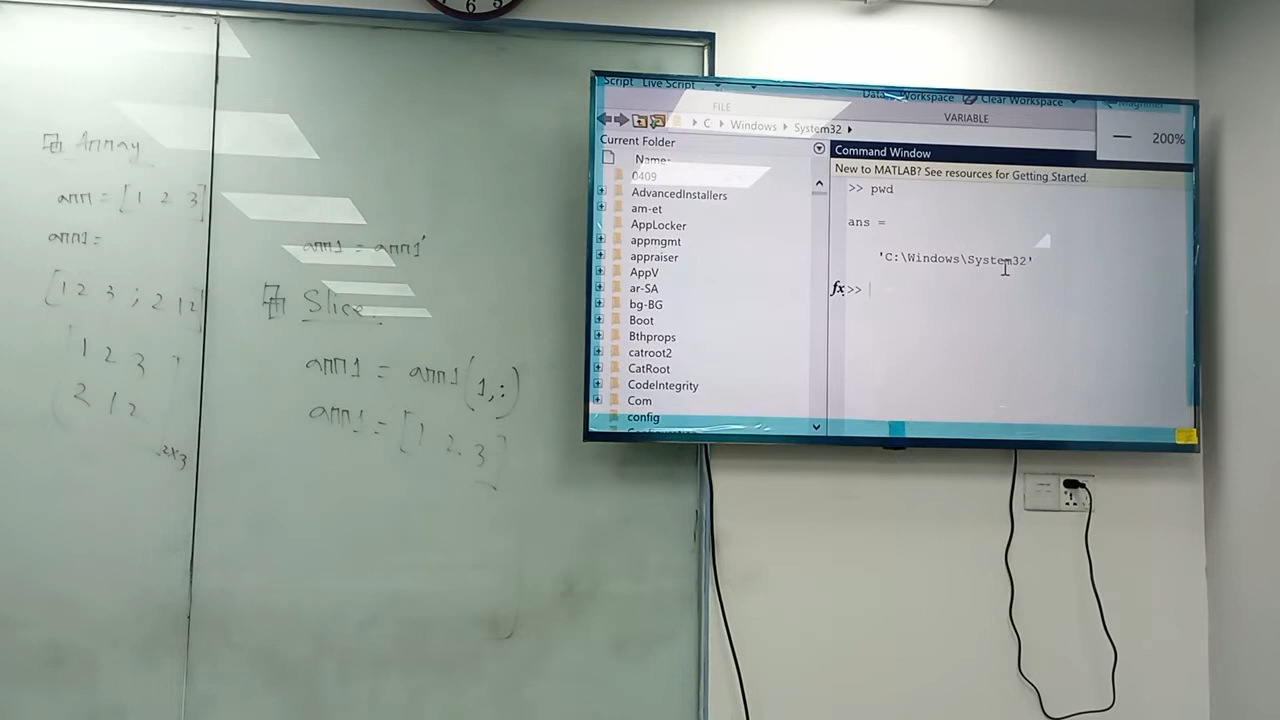 6 5
Array
arr = [1 2 3]
arr1 =
[1 2 3 ; 2 1 2]
1 2 3
2 1 2
2x3
arr1 = arr1'
Slice
arr1 = arr1(1,:)
arr1 = [1 2 3]
Script Live Script
Workspace Clear Workspace
Magnifier
FILE
VARIABLE
200%
C Windows System32
Current Folder
Name
0409
AdvancedInstallers
am-et
AppLocker
appmgmt
appraiser
AppV
ar-SA
bg-BG
Boot
Bthprops
catroot2
CatRoot
CodeIntegrity
Com
config
Command Window
New to MATLAB? See resources for Getting Started.
>> pwd
ans =
'C:\Windows\System32'
fx >>